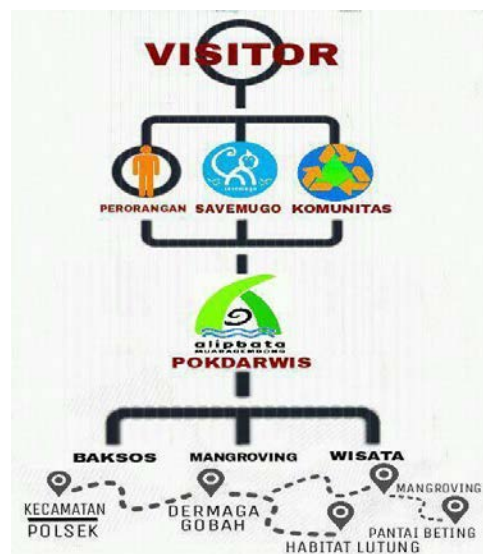 VISITOR
PERORANGAN SAVEMUGO KOMUNITAS
savemugo
alipbata
MUARAGEMBONG
POKDARWIS
BAKSOS MANGROVING WISATA
KECAMATAN
POLSEK
DERMAGA
GOBAH
HABITAT LUTUNG
MANGROVING
PANTAI BETING